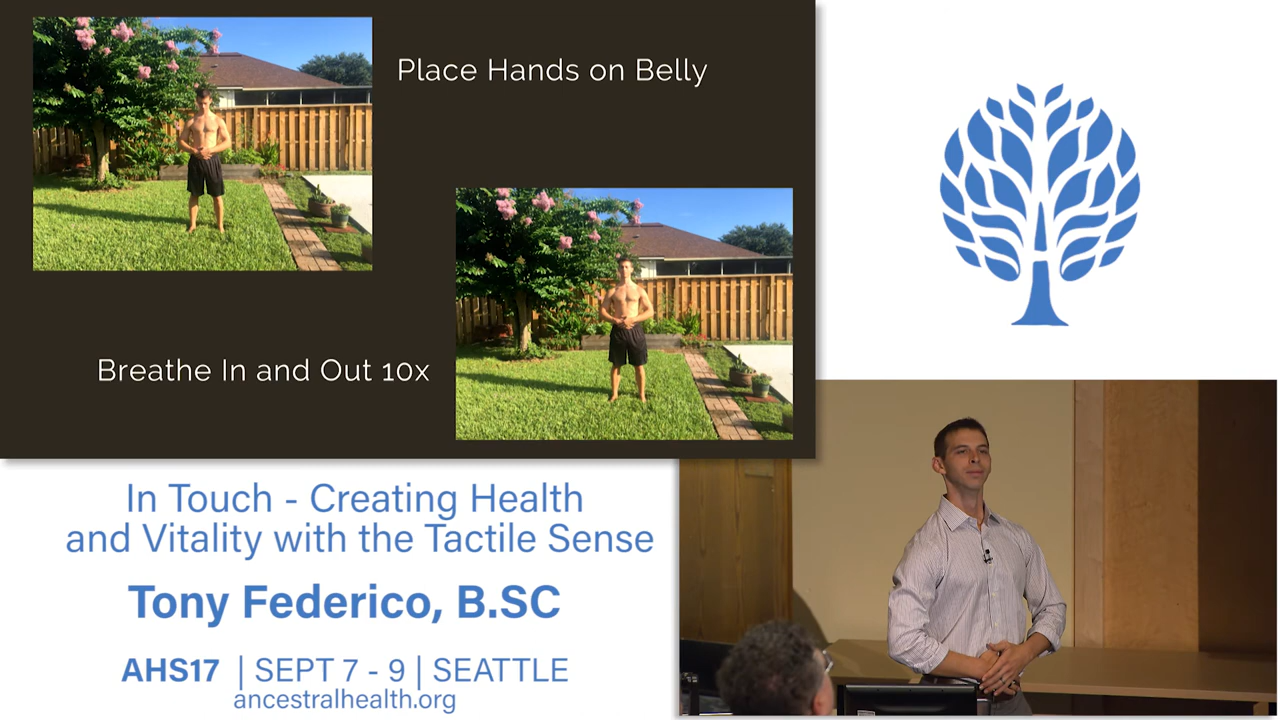 Place Hands on Belly
Breathe In and Out 10x
In Touch - Creating Health
and Vitality with the Tactile Sense
Tony Federico, B.SC
AHS17 | SEPT 7 - 9 | SEATTLE
ancestralhealth.org